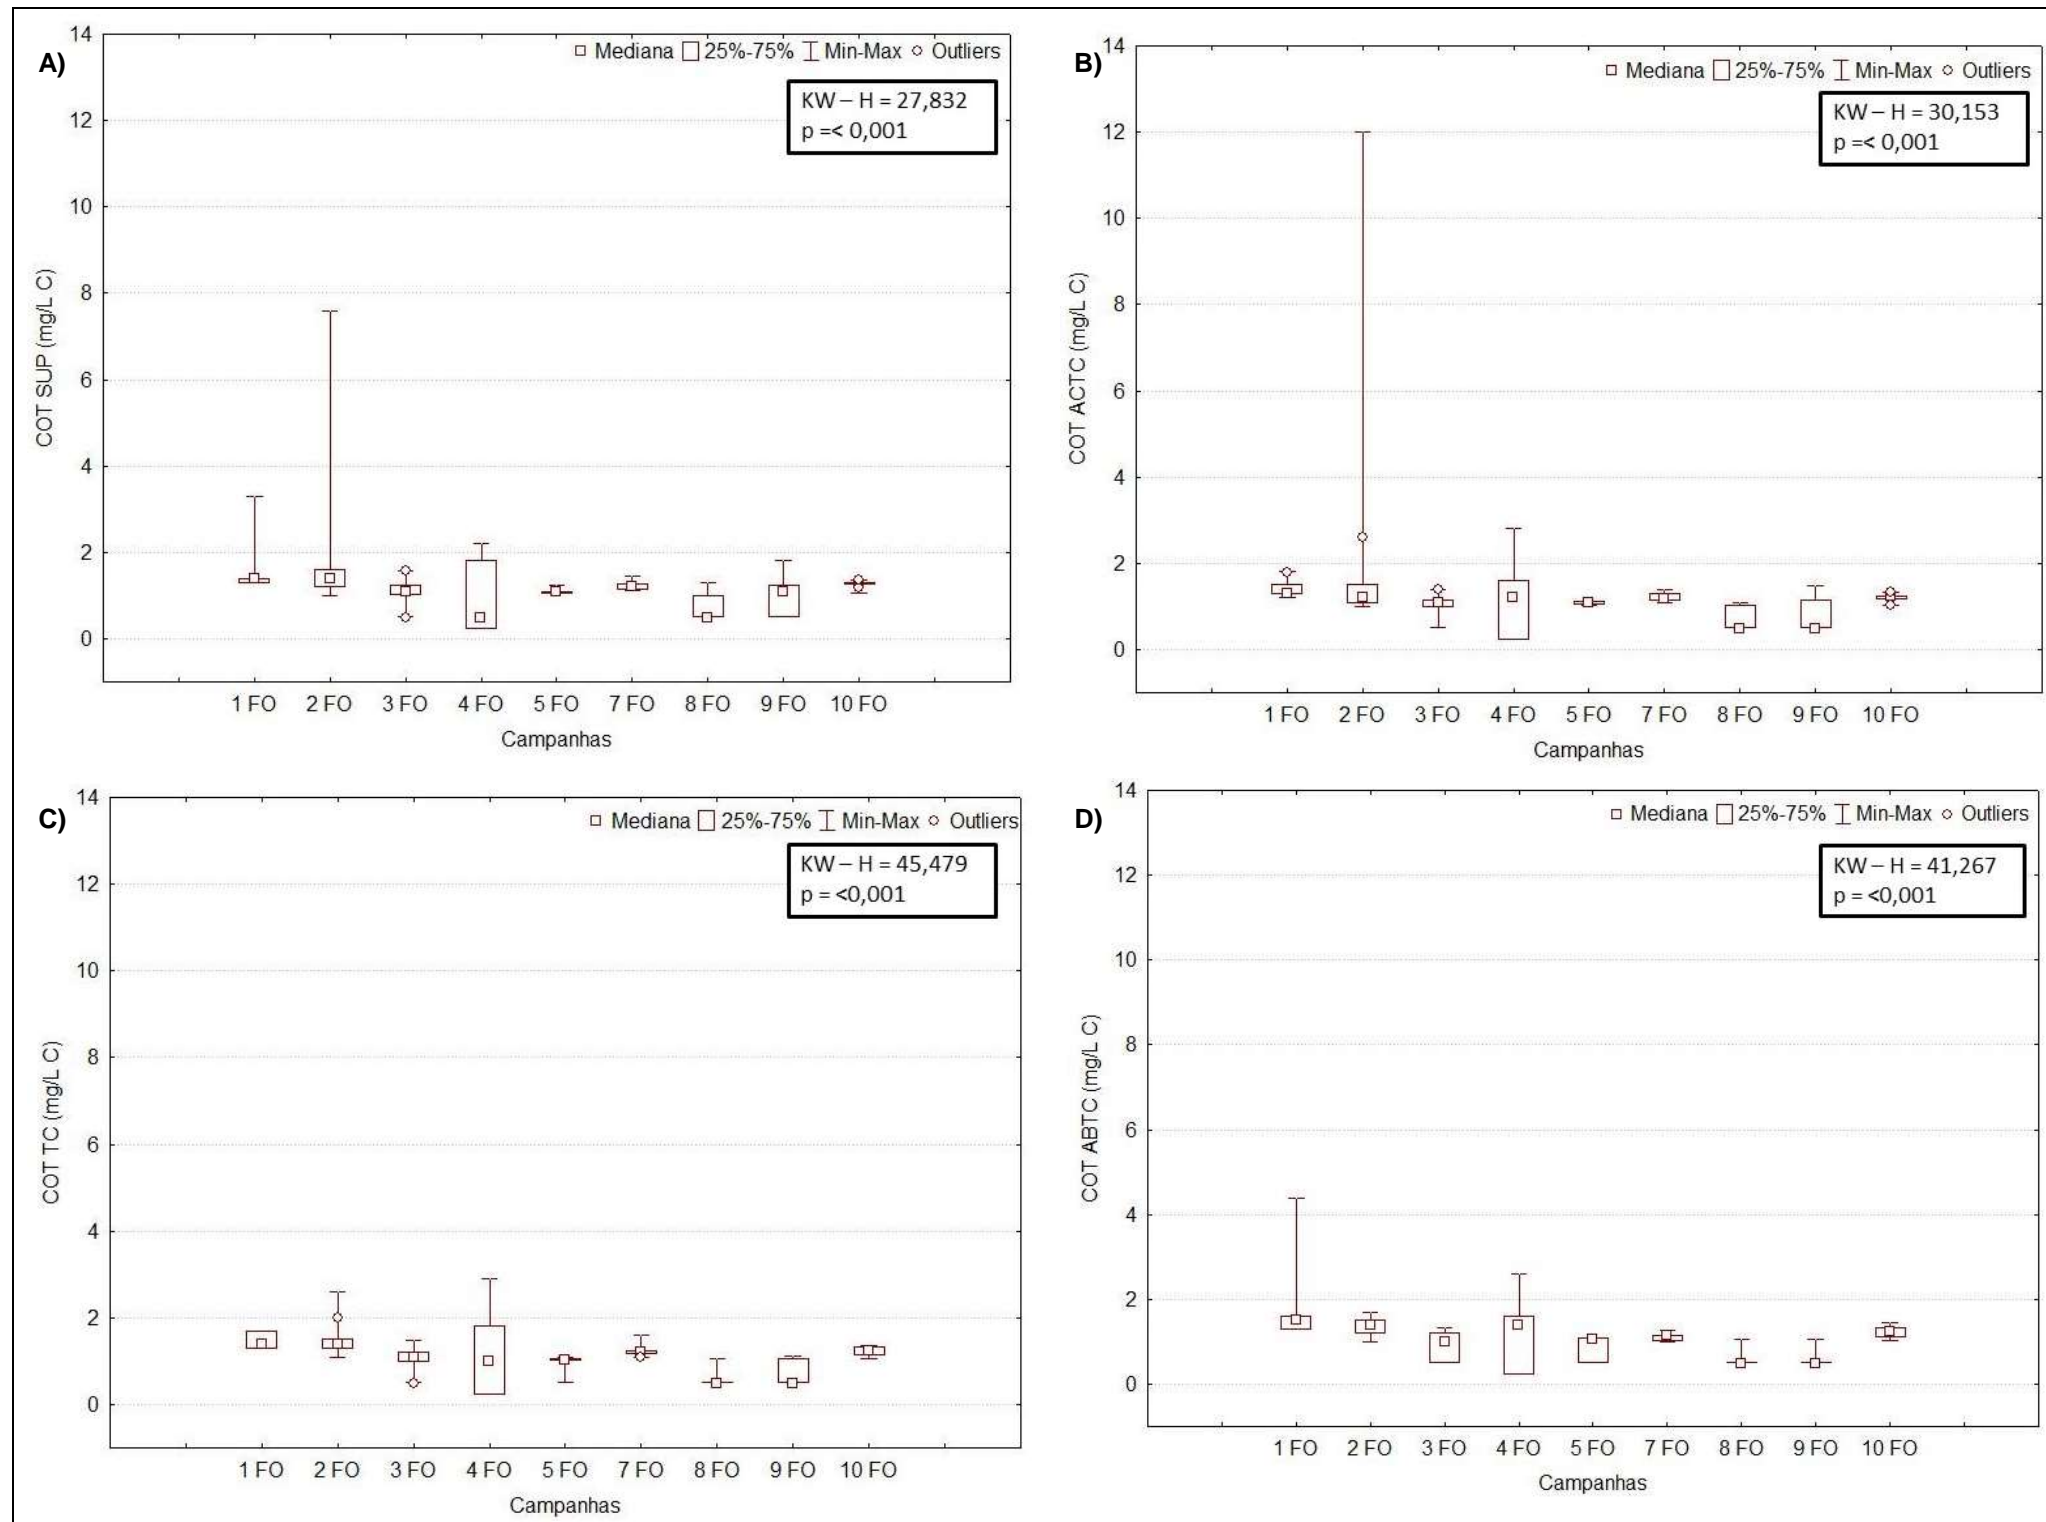 A)
14
12
10
8
6
4
2
0
COT SUP (mg/L C)
Mediana 25%-75% Min-Max Outliers
KW – H = 27,832
p =< 0,001
1 FO 2 FO 3 FO 4 FO 5 FO 7 FO 8 FO 9 FO 10 FO
Campanhas
B)
14
12
10
8
6
4
2
0
COT ACTC (mg/L C)
Mediana 25%-75% Min-Max Outliers
KW – H = 30,153
p =< 0,001
1 FO 2 FO 3 FO 4 FO 5 FO 7 FO 8 FO 9 FO 10 FO
Campanhas
C)
14
12
10
8
6
4
2
0
COT TC (mg/L C)
Mediana 25%-75% Min-Max Outliers
KW – H = 45,479
p = <0,001
1 FO 2 FO 3 FO 4 FO 5 FO 7 FO 8 FO 9 FO 10 FO
Campanhas
D)
14
12
10
8
6
4
2
0
COT ABTC (mg/L C)
Mediana 25%-75% Min-Max Outliers
KW – H = 41,267
p = <0,001
1 FO 2 FO 3 FO 4 FO 5 FO 7 FO 8 FO 9 FO 10 FO
Campanhas